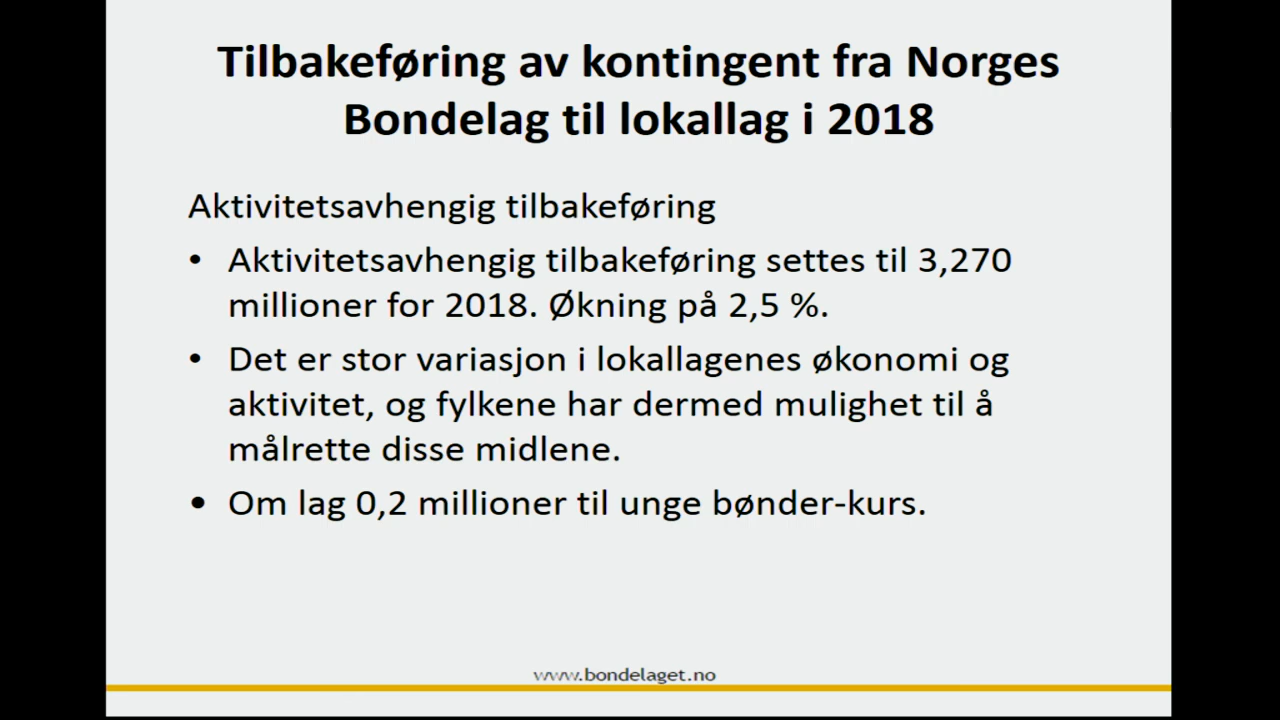 Tilbakeføring av kontingent fra Norges
Bondelag til lokallag i 2018
Aktivitetsavhengig tilbakeføring
• Aktivitetsavhengig tilbakeføring settes til 3,270
millioner for 2018. Økning på 2,5 %.
• Det er stor variasjon i lokallagenes økonomi og
aktivitet, og fylkene har dermed mulighet til å
målrette disse midlene.
• Om lag 0,2 millioner til unge bønder-kurs.
www.bondelaget.no